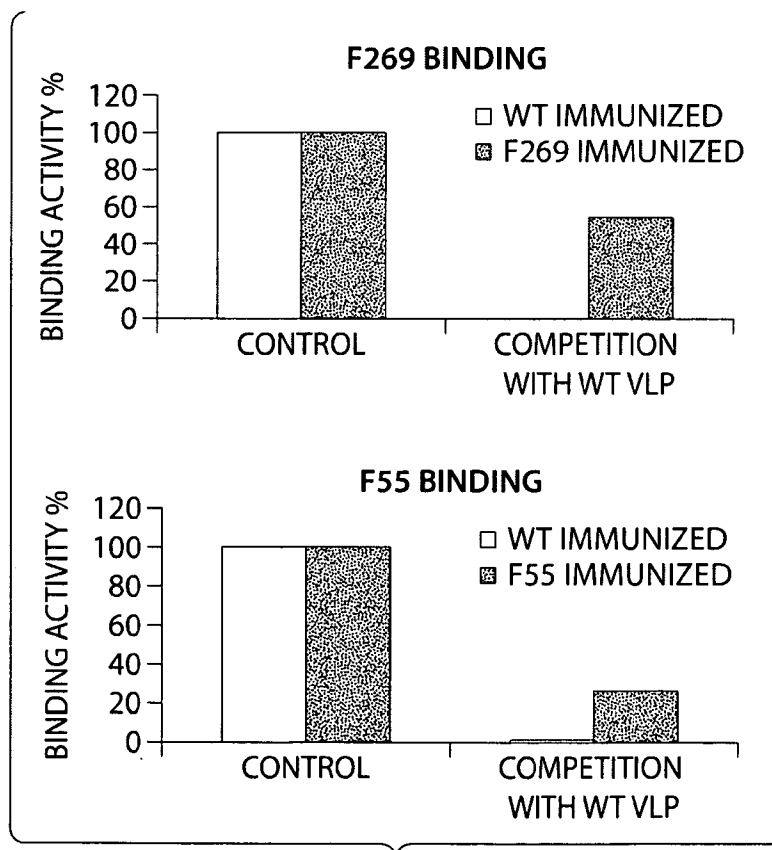 F269 BINDING
BINDING ACTIVITY %
120
100
80
60
40
20
0
WT IMMUNIZED
F269 IMMUNIZED
CONTROL
COMPETITION
WITH WT VLP
F55 BINDING
BINDING ACTIVITY %
120
100
80
60
40
20
0
WT IMMUNIZED
F55 IMMUNIZED
CONTROL
COMPETITION
WITH WT VLP